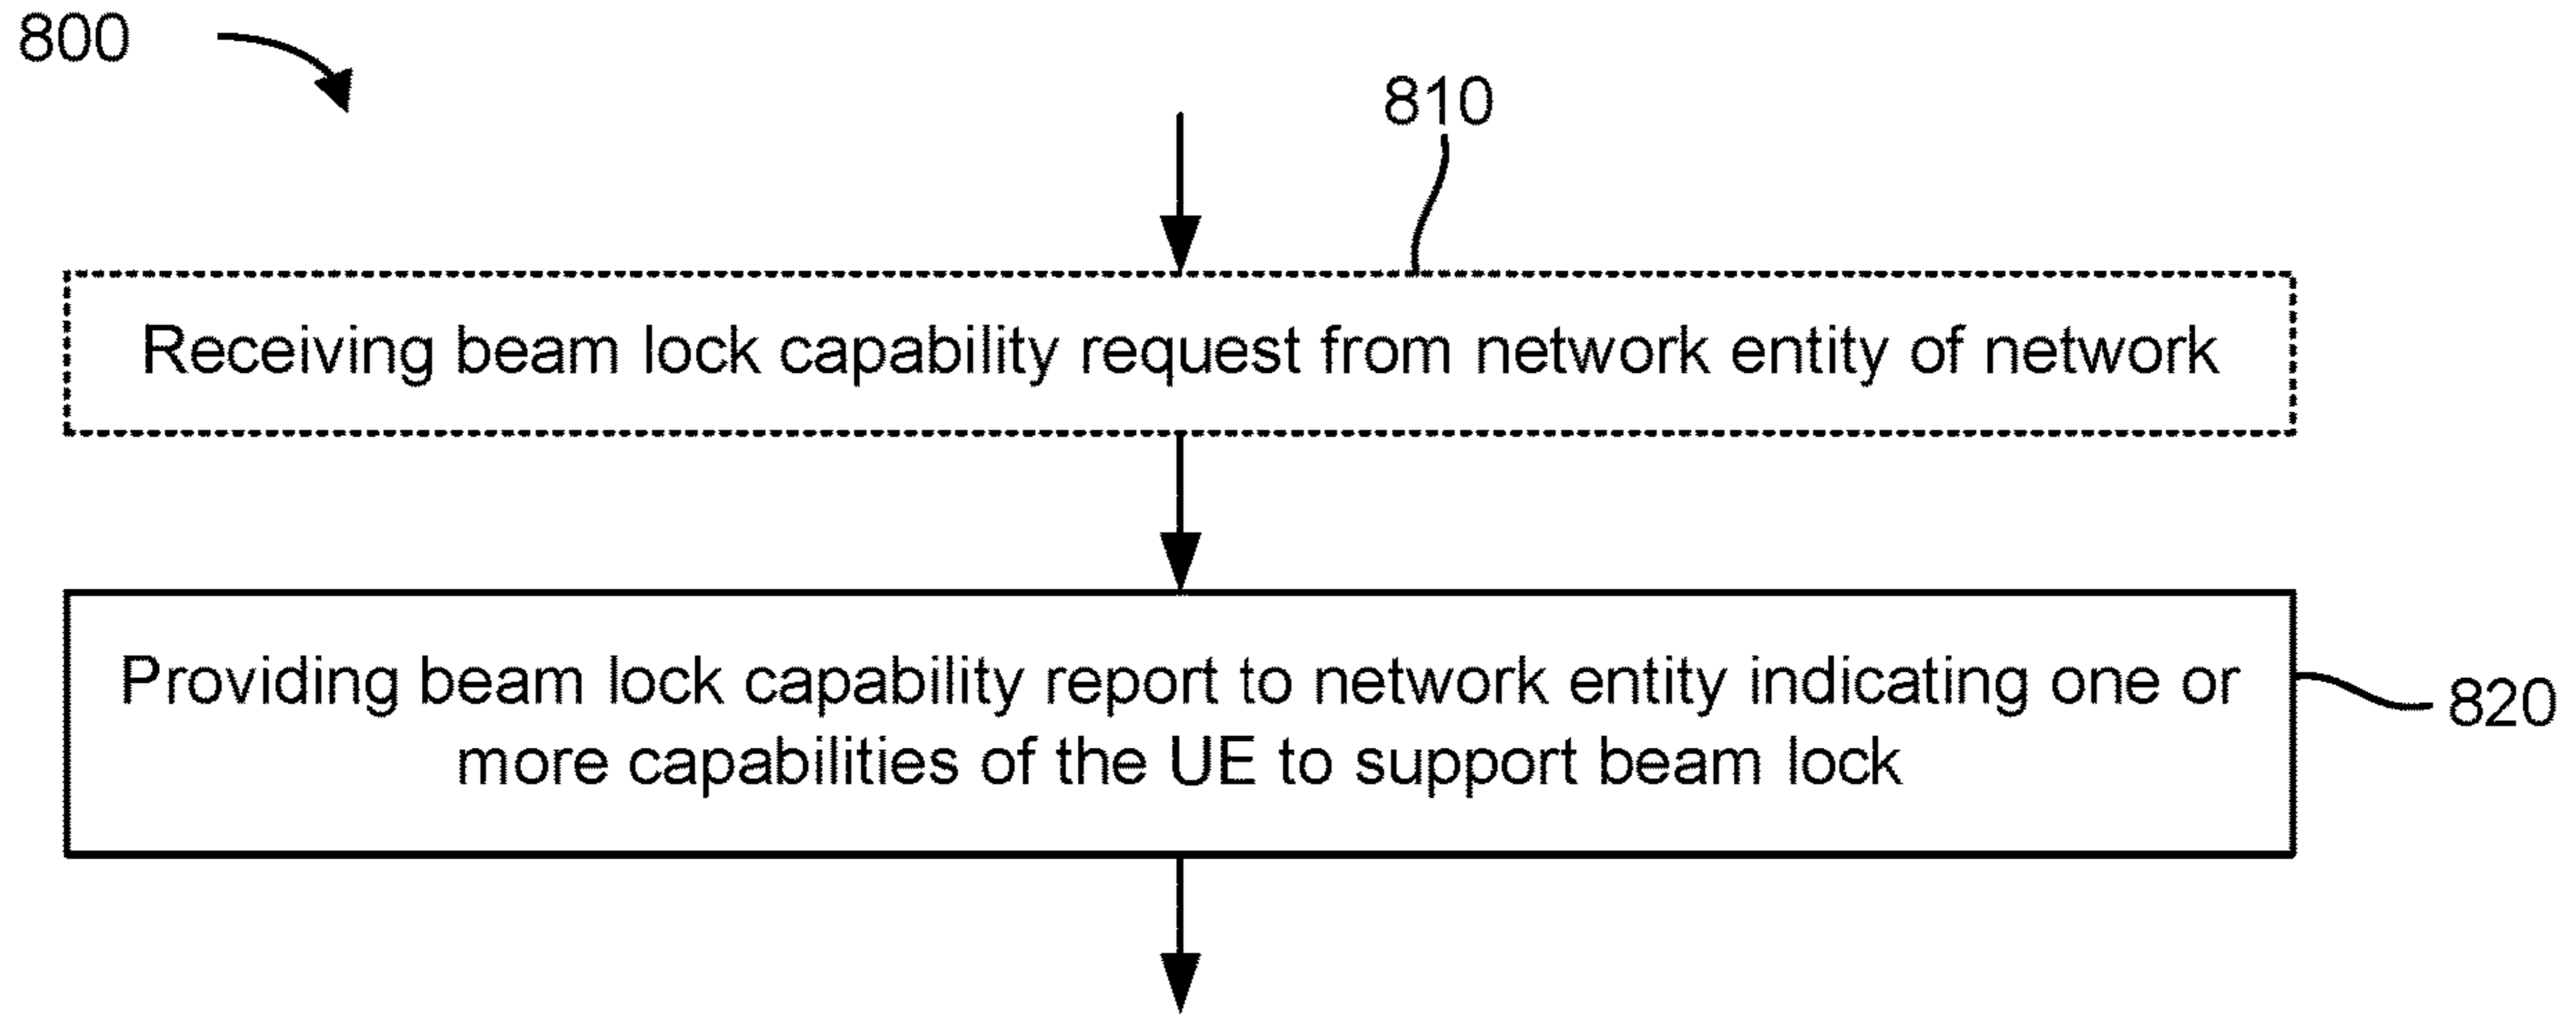 800
810
Receiving beam lock capability request from network entity of network
Providing beam lock capability report to network entity indicating one or
more capabilities of the UE to support beam lock
820